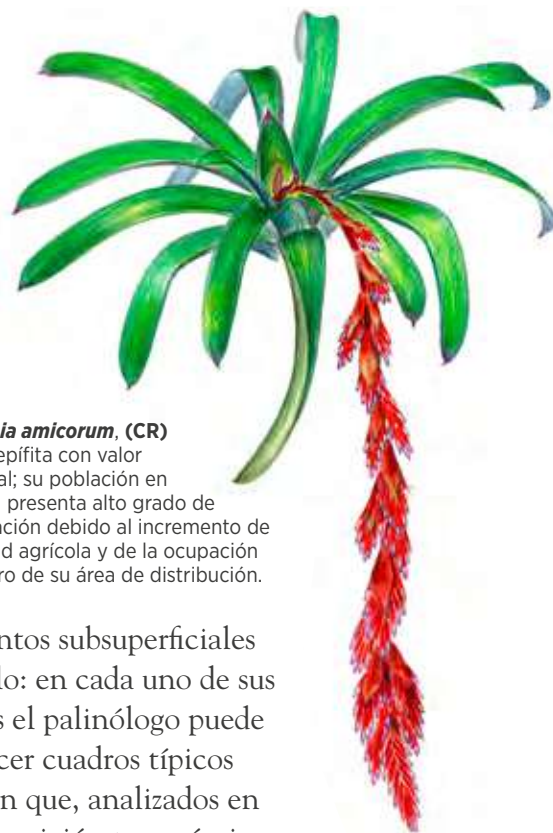 ia amicorum, (CR)
epífita con valor
al; su población en
presenta alto grado de
ación debido al incremento de
d agrícola y de la ocupación
ro de su área de distribución.
ntos subsuperficiales
lo: en cada uno de sus
s el palinólogo puede
cer cuadros típicos
n que, analizados en